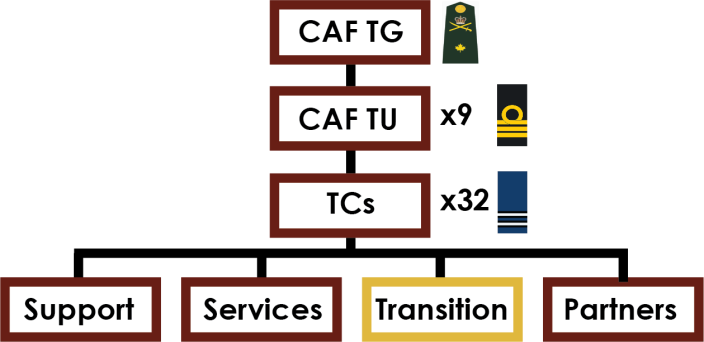 CAF TG
CAF TU
x9
TCs
x32
Support
Services
Transition
Partners